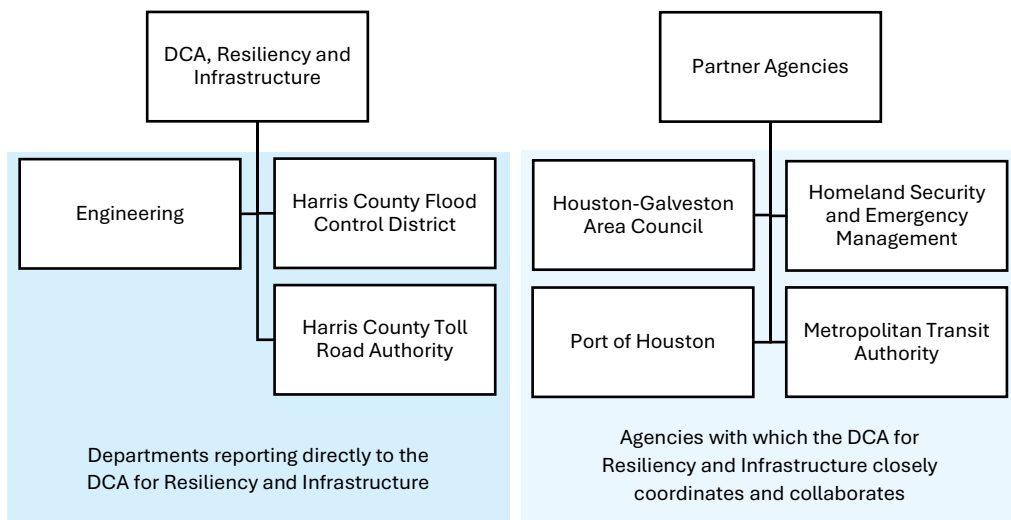 DCA, Resiliency and
Infrastructure
Engineering
Harris County Flood
Control District
Harris County Toll
Road Authority
Departments reporting directly to the
DCA for Resiliency and Infrastructure
Partner Agencies
Houston-Galveston
Area Council
Homeland Security
and Emergency
Management
Port of Houston
Metropolitan Transit
Authority
Agencies with which the DCA for
Resiliency and Infrastructure closely
coordinates and collaborates